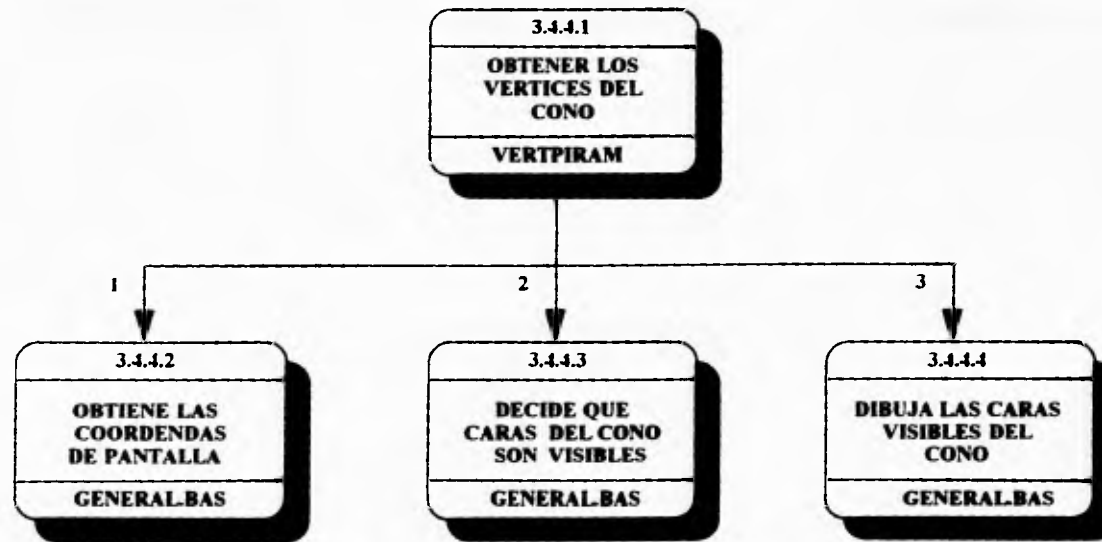 3.4.4.1
OBTENER LOS
VERTICES DEL
CONO
VERTPIRAM
1
2
3
3.4.4.2
OBTIENE LAS
COORDENDAS
DE PANTALLA
GENERAL.BAS
3.4.4.3
DECIDE QUE
CARAS DEL CONO
SON VISIBLES
GENERAL.BAS
3.4.4.4
DIBUJA LAS CARAS
VISIBLES DEL
CONO
GENERAL.BAS